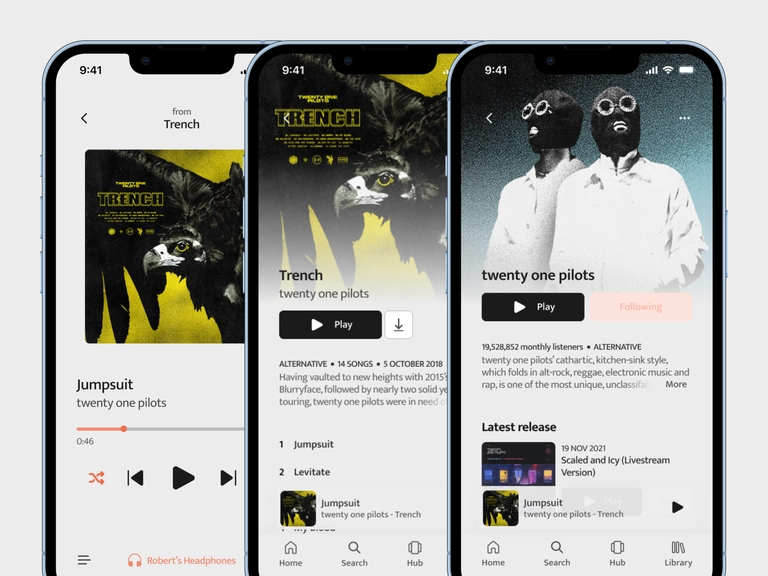 9:41
from
Trench
TWENTY ONE
PILOTS
TRENCH
Jumpsuit
twenty one pilots
0:46
Robert's Headphones
9:41
TWENTY ONE
PILOTS
TRENCH
Trench
twenty one pilots
Play
ALTERNATIVE • 14 SONGS • 5 OCTOBER 2018
Having vaulted to new heights with 2015's
Blurryface, followed by nearly two solid ye
touring, twenty one pilots were in need o
1 Jumpsuit
2 Levitate
Jumpsuit
twenty one pilots - Trench
Home
Search
Hub
9:41
twenty one pilots
Play
Following
19,528,852 monthly listeners • ALTERNATIVE
twenty one pilots' cathartic, kitchen-sink style,
which folds in alt-rock, reggae, electronic music and
rap, is one of the most unique, unclassifab
More
Latest release
19 NOV 2021
Scaled and Icy (Livestream
Version)
Play
Jumpsuit
twenty one pilots - Trench
Home
Search
Hub
Library